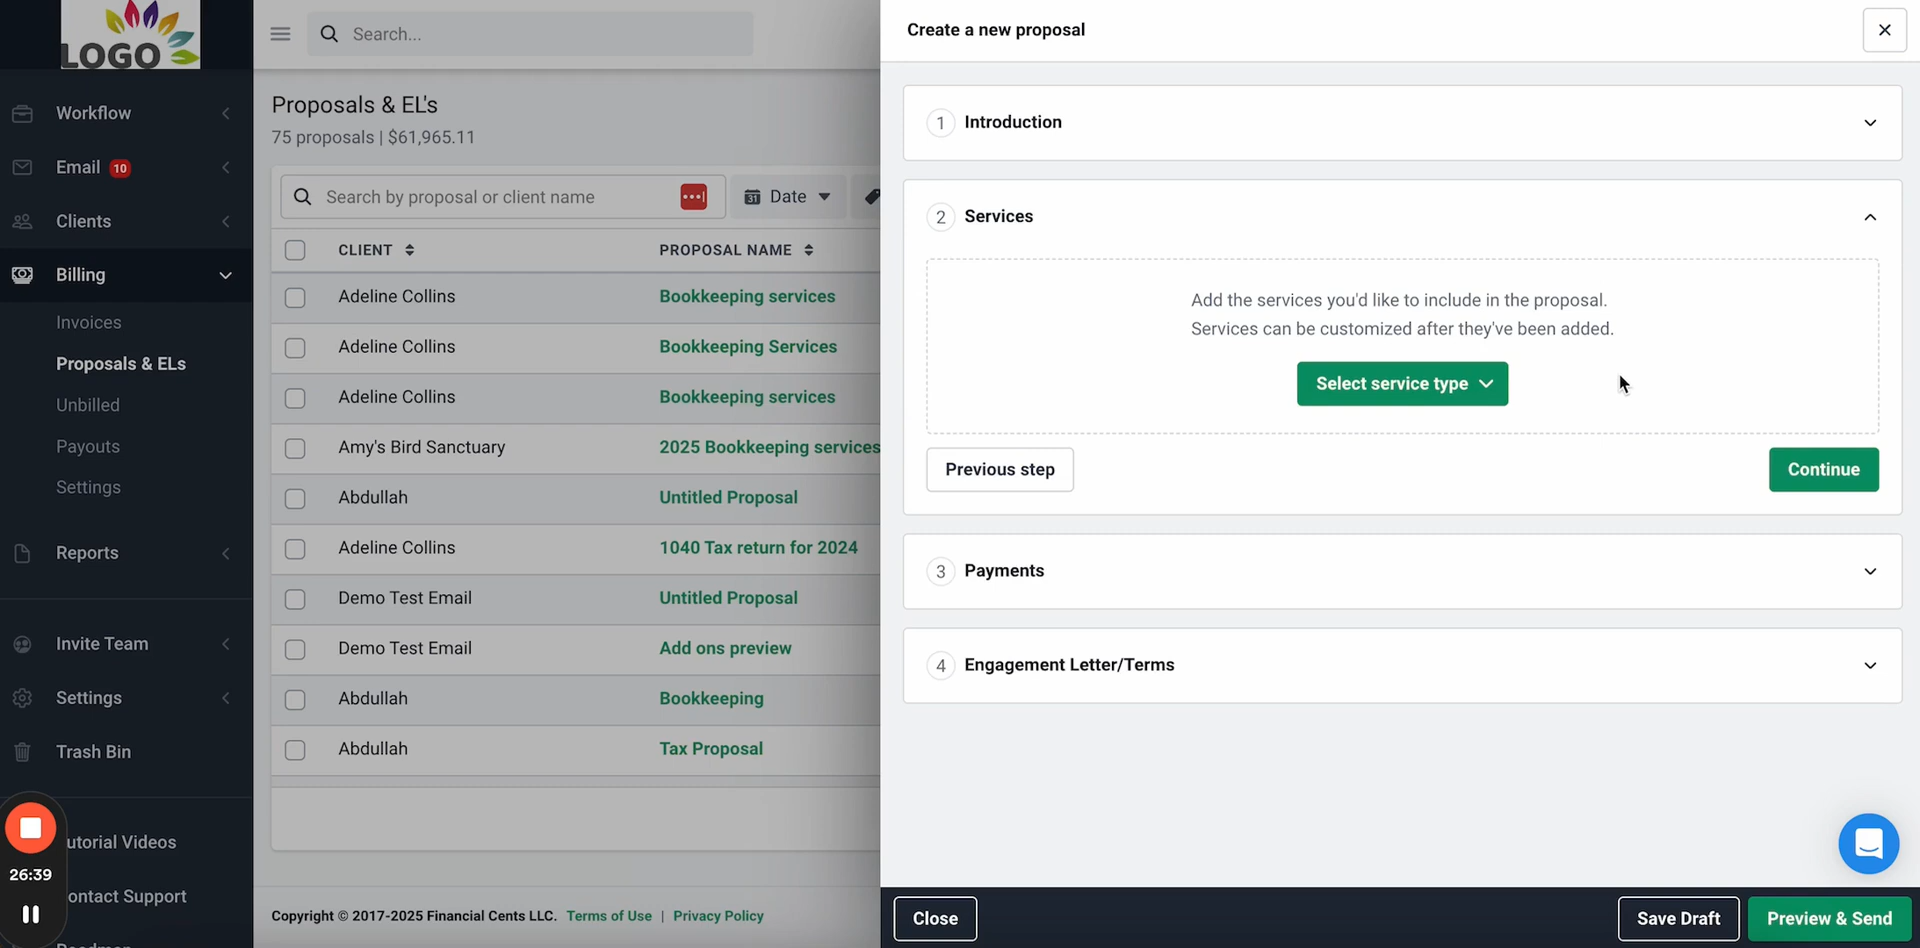 LOGO
Search...
Create a new proposal
Workflow
Email 10
Clients
Billing
Invoices
Proposals & ELs
Unbilled
Payouts
Settings
Reports
Invite Team
Settings
Trash Bin
utorial Videos
26:39
ontact Support
Proposals & EL's
75 proposals | $61,965.11
Search by proposal or client name
31 Date
CLIENT PROPOSAL NAME
Adeline Collins Bookkeeping services
Adeline Collins Bookkeeping Services
Adeline Collins Bookkeeping services
Amy's Bird Sanctuary 2025 Bookkeeping services
Abdullah Untitled Proposal
Adeline Collins 1040 Tax return for 2024
Demo Test Email Untitled Proposal
Demo Test Email Add ons preview
Abdullah Bookkeeping
Abdullah Tax Proposal
Copyright © 2017-2025 Financial Cents LLC. Terms of Use | Privacy Policy
1 Introduction
2 Services
Add the services you'd like to include in the proposal.
Services can be customized after they've been added.
Select service type
Previous step Continue
3 Payments
4 Engagement Letter/Terms
Close Save Draft Preview & Send